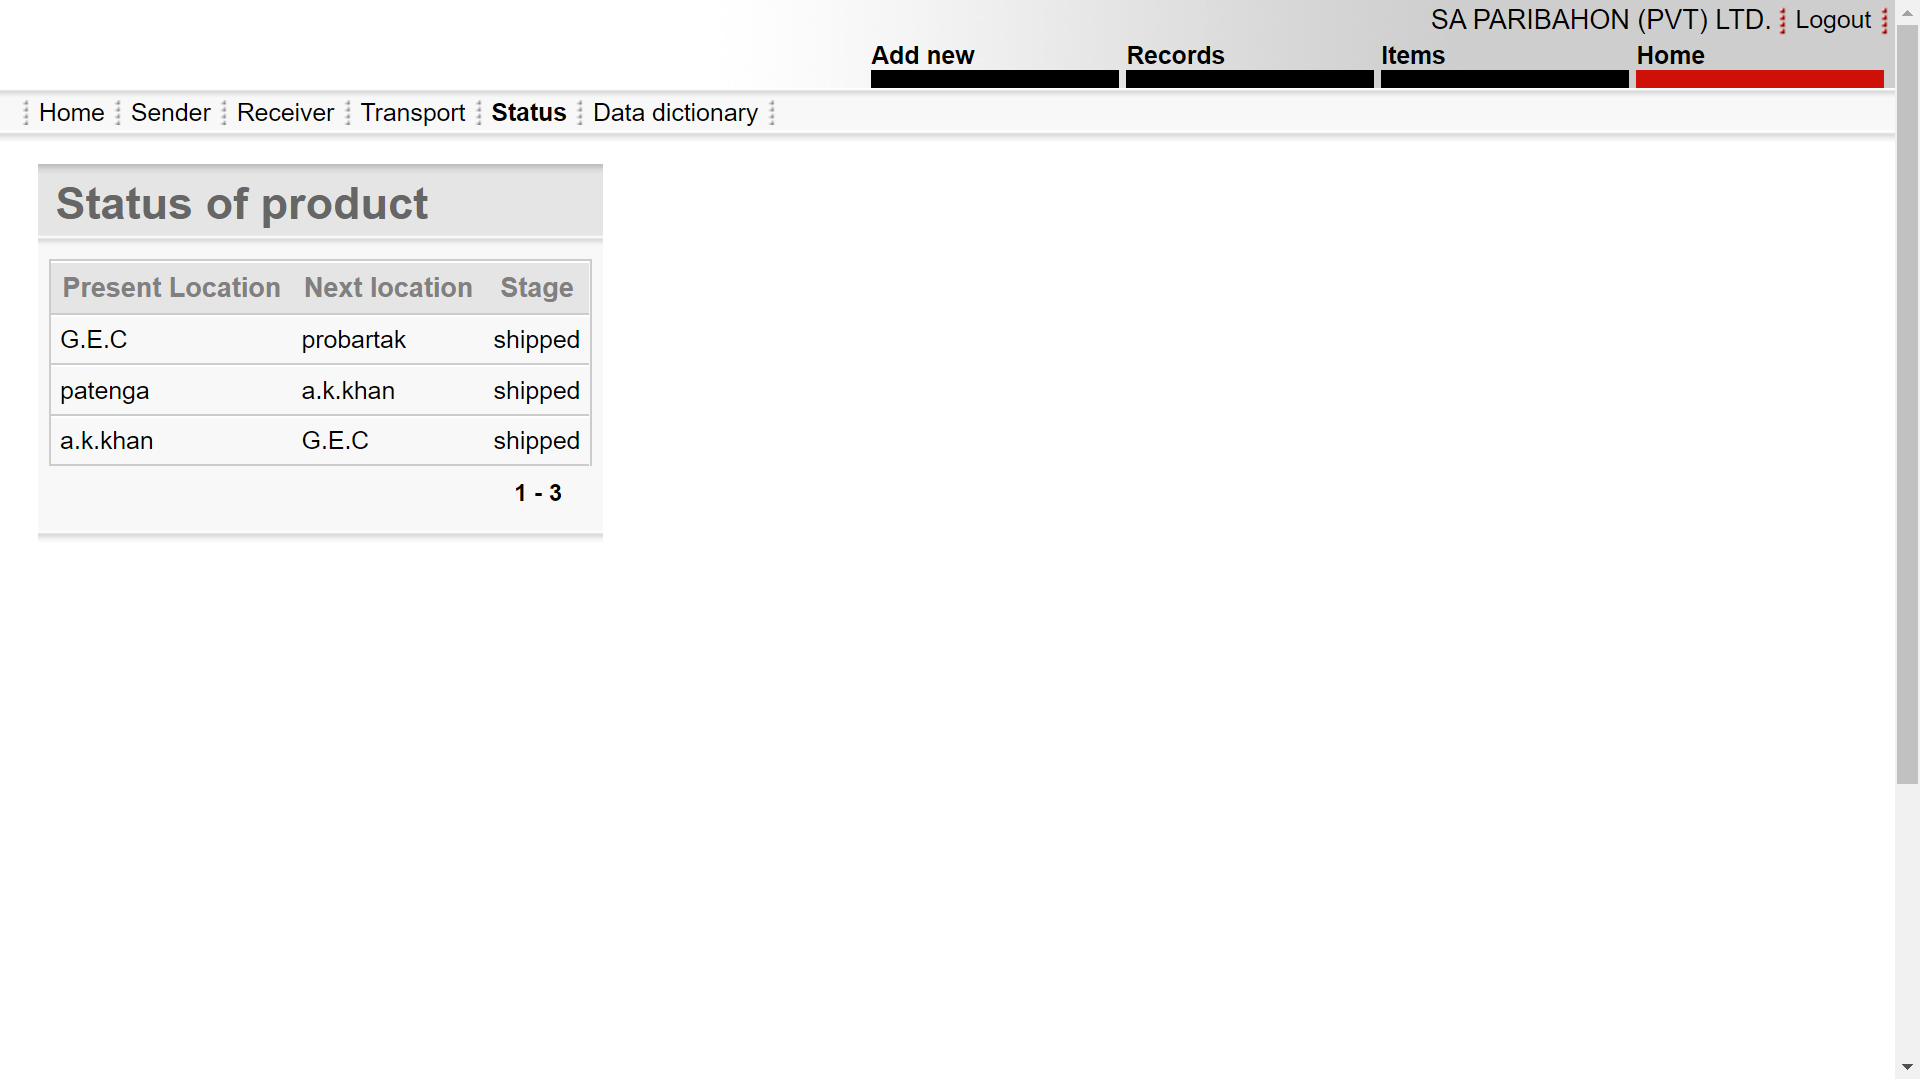 SA PARIBAHON (PVT) LTD. Logout
Add new Records Items Home
Home Sender Receiver Transport Status Data dictionary
Status of product
Present Location Next location Stage
G.E.C probartak shipped
patenga a.k.khan shipped
a.k.khan G.E.C shipped
1 - 3